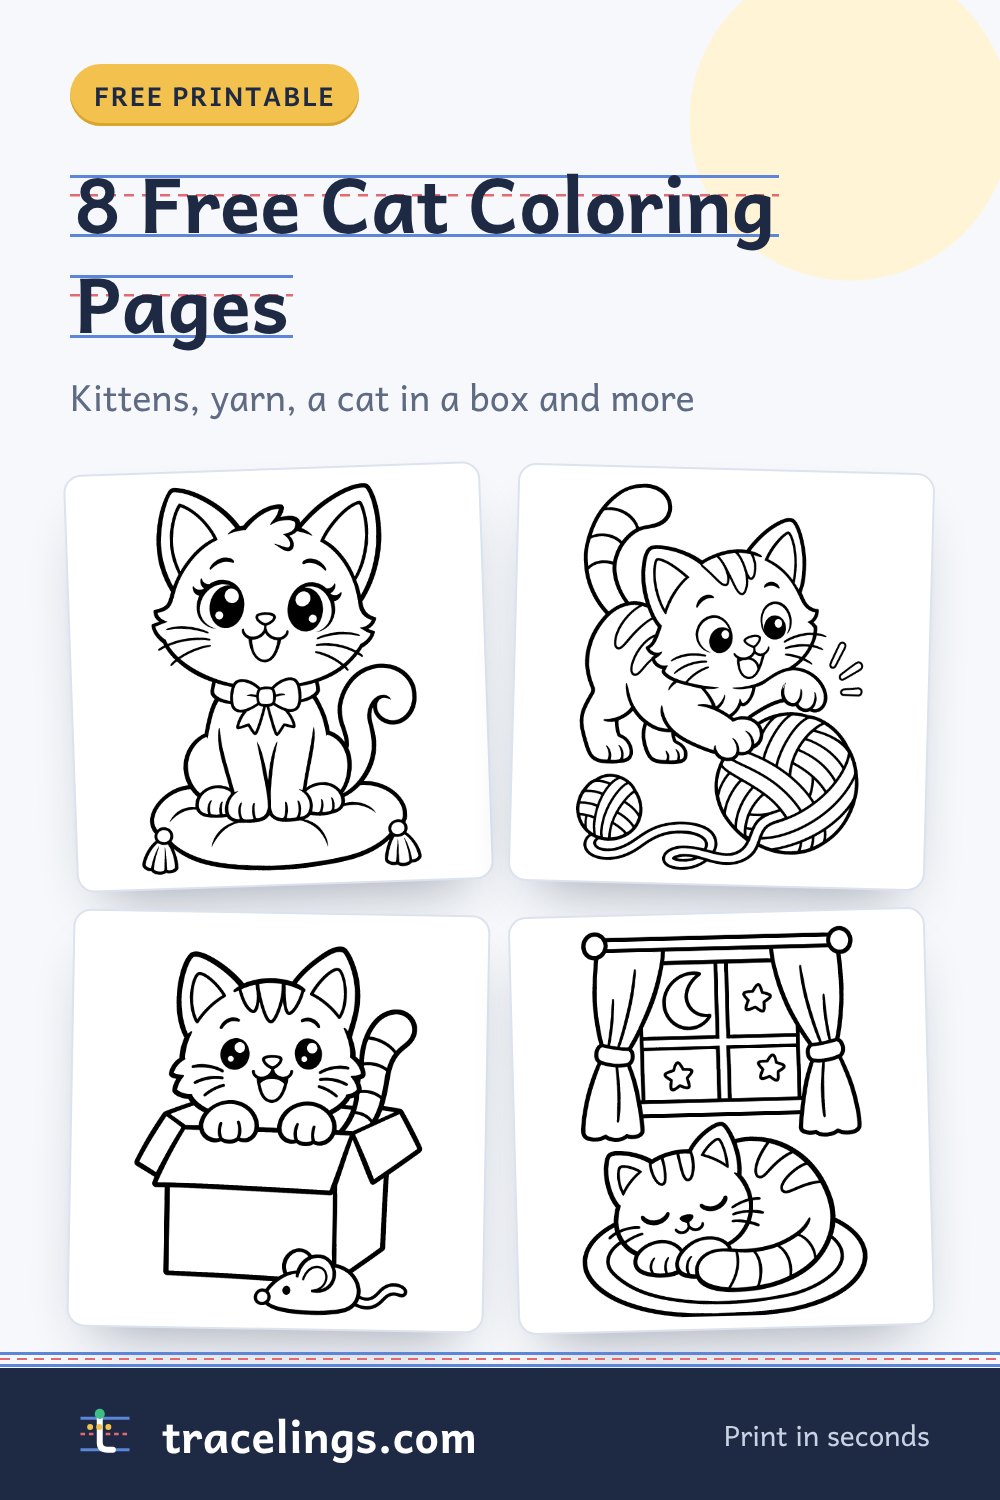 FREE PRINTABLE
8 Free Cat Coloring
Pages
Kittens, yarn, a cat in a box and more
tracelings.com
Print in seconds